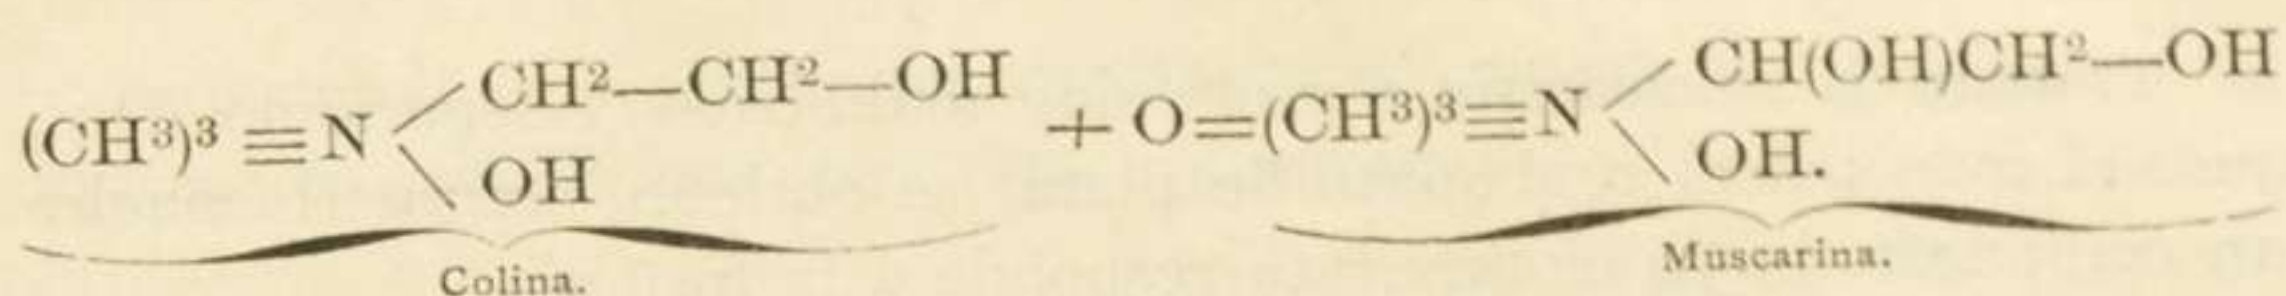 CH²—CH²—OH CH(OH)CH²—OH
(CH³)³ ≡ N + O=(CH³)³≡N
OH OH.
Colina. Muscarina.